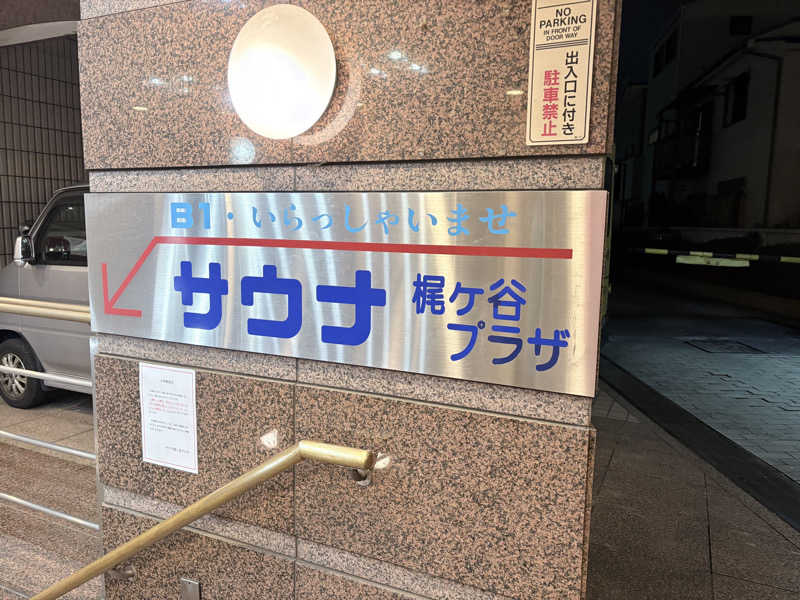 NO
PARKING
IN FRONT OF
DOOR WAY
出入口に付き
駐車禁止
B1・いらっしゃいませ
サウナ
梶ケ谷
プラザ